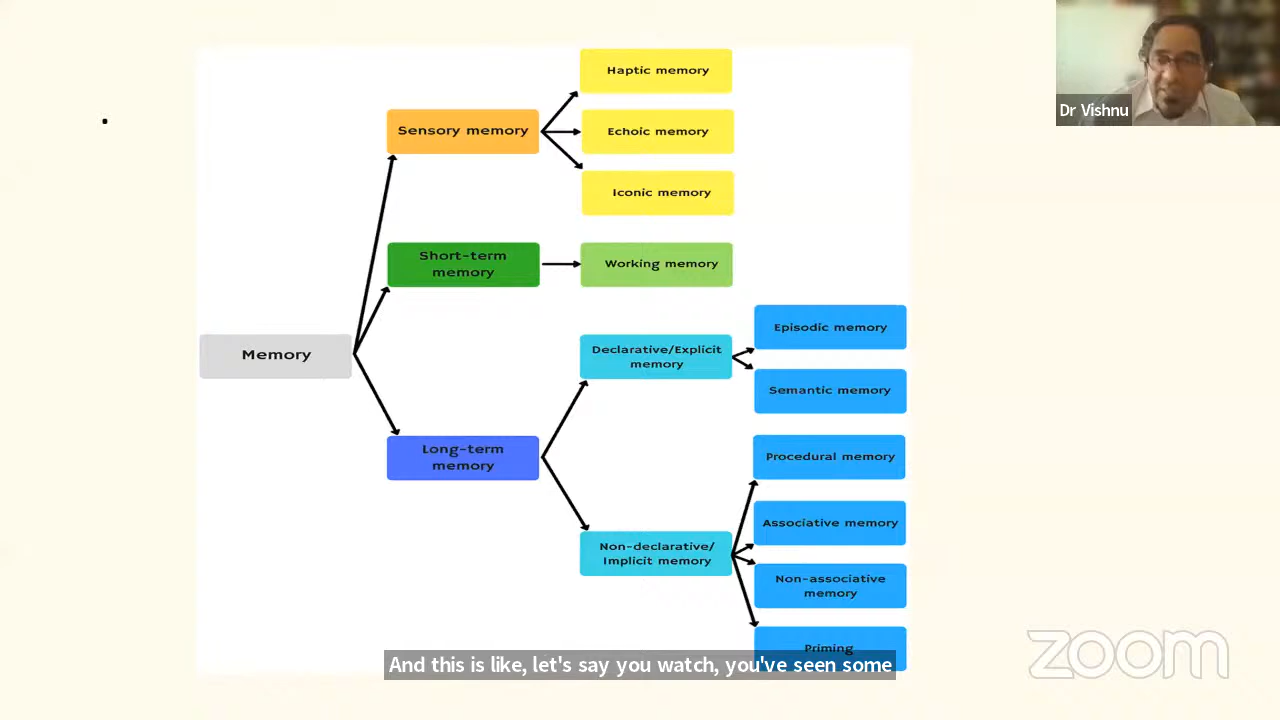 Haptic memory
Sensory memory
Echoic memory
Iconic memory
Short-term
memory
Working memory
Memory
Long-term
memory
Declarative/Explicit
memory
Episodic memory
Semantic memory
Non-declarative/
Implicit memory
Procedural memory
Associative memory
Non-associative
memory
Priming
And this is like, let's say you watch, you've seen some
Dr Vishnu
zoom